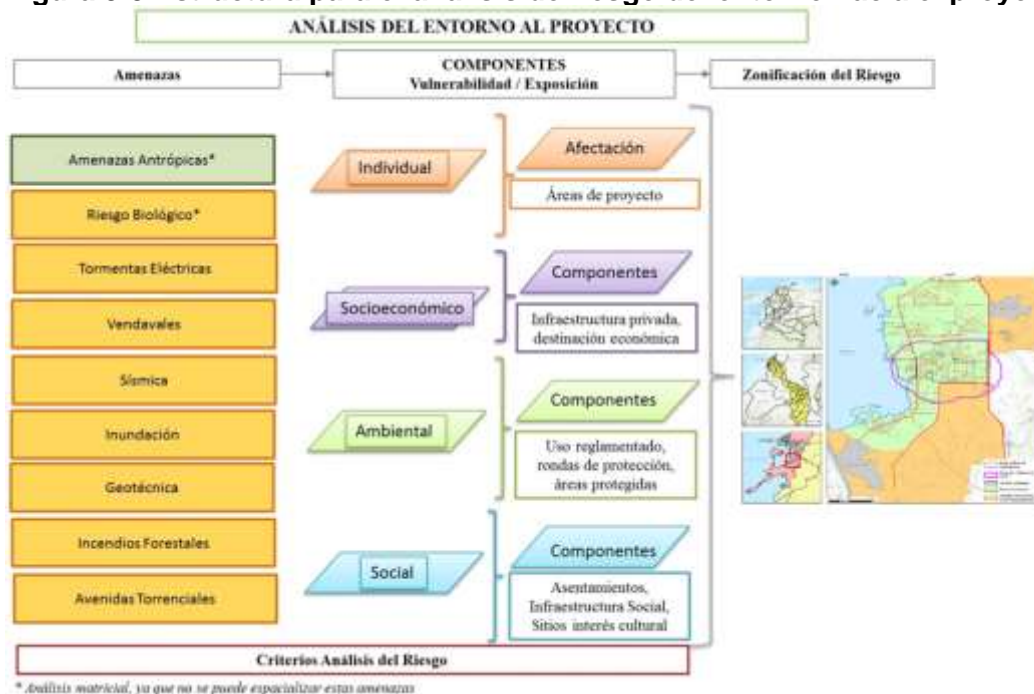 ANÁLISIS DEL ENTORNO AL PROYECTO
Amenazas
COMPONENTES
Vulnerabilidad / Exposición
Zonificación del Riesgo
Amenazas Antrópicas*
Riesgo Biológico*
Tormentas Eléctricas
Vendavales
Sísmica
Inundación
Geotécnica
Incendios Forestales
Avenidas Torrenciales
Individual
Afectación
Áreas de proyecto
Socioeconómico
Componentes
Infraestructura privada,
destinación económica
Ambiental
Componentes
Uso reglamentado,
rondas de protección,
áreas protegidas
Social
Componentes
Asentamientos,
Infraestructura Social,
Sitios interés cultural
Criterios Análisis del Riesgo
* Análisis matricial, ya que no se puede espacializar estas amenazas